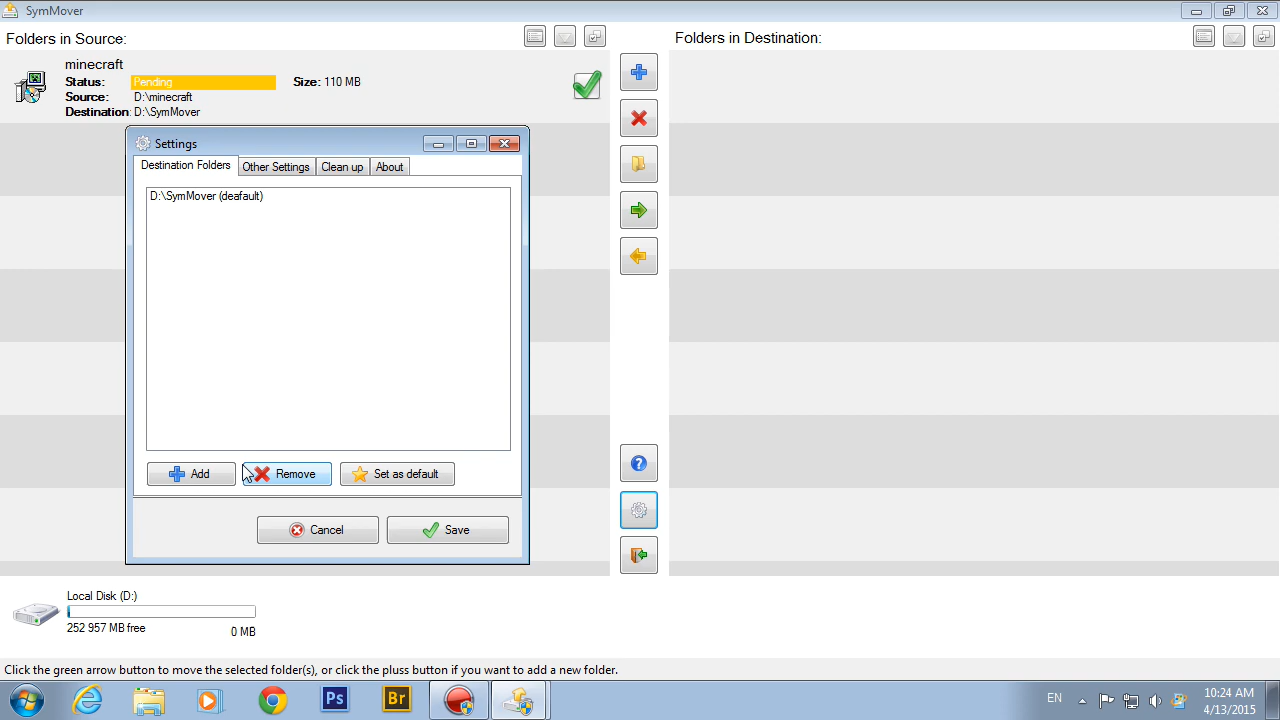 SymMover
Folders in Source:
Folders in Destination:
minecraft
Status: Pending Size: 110 MB
Source: D:\minecraft
Destination: D:\SymMover
Settings
Destination Folders Other Settings Clean up About
D:\SymMover (deafault)
Add Remove Set as default
Cancel Save
Local Disk (D:)
252 957 MB free 0 MB
Click the green arrow button to move the selected folder(s), or click the pluss button if you want to add a new folder.
Ps Br EN 10:24 AM
4/13/2015